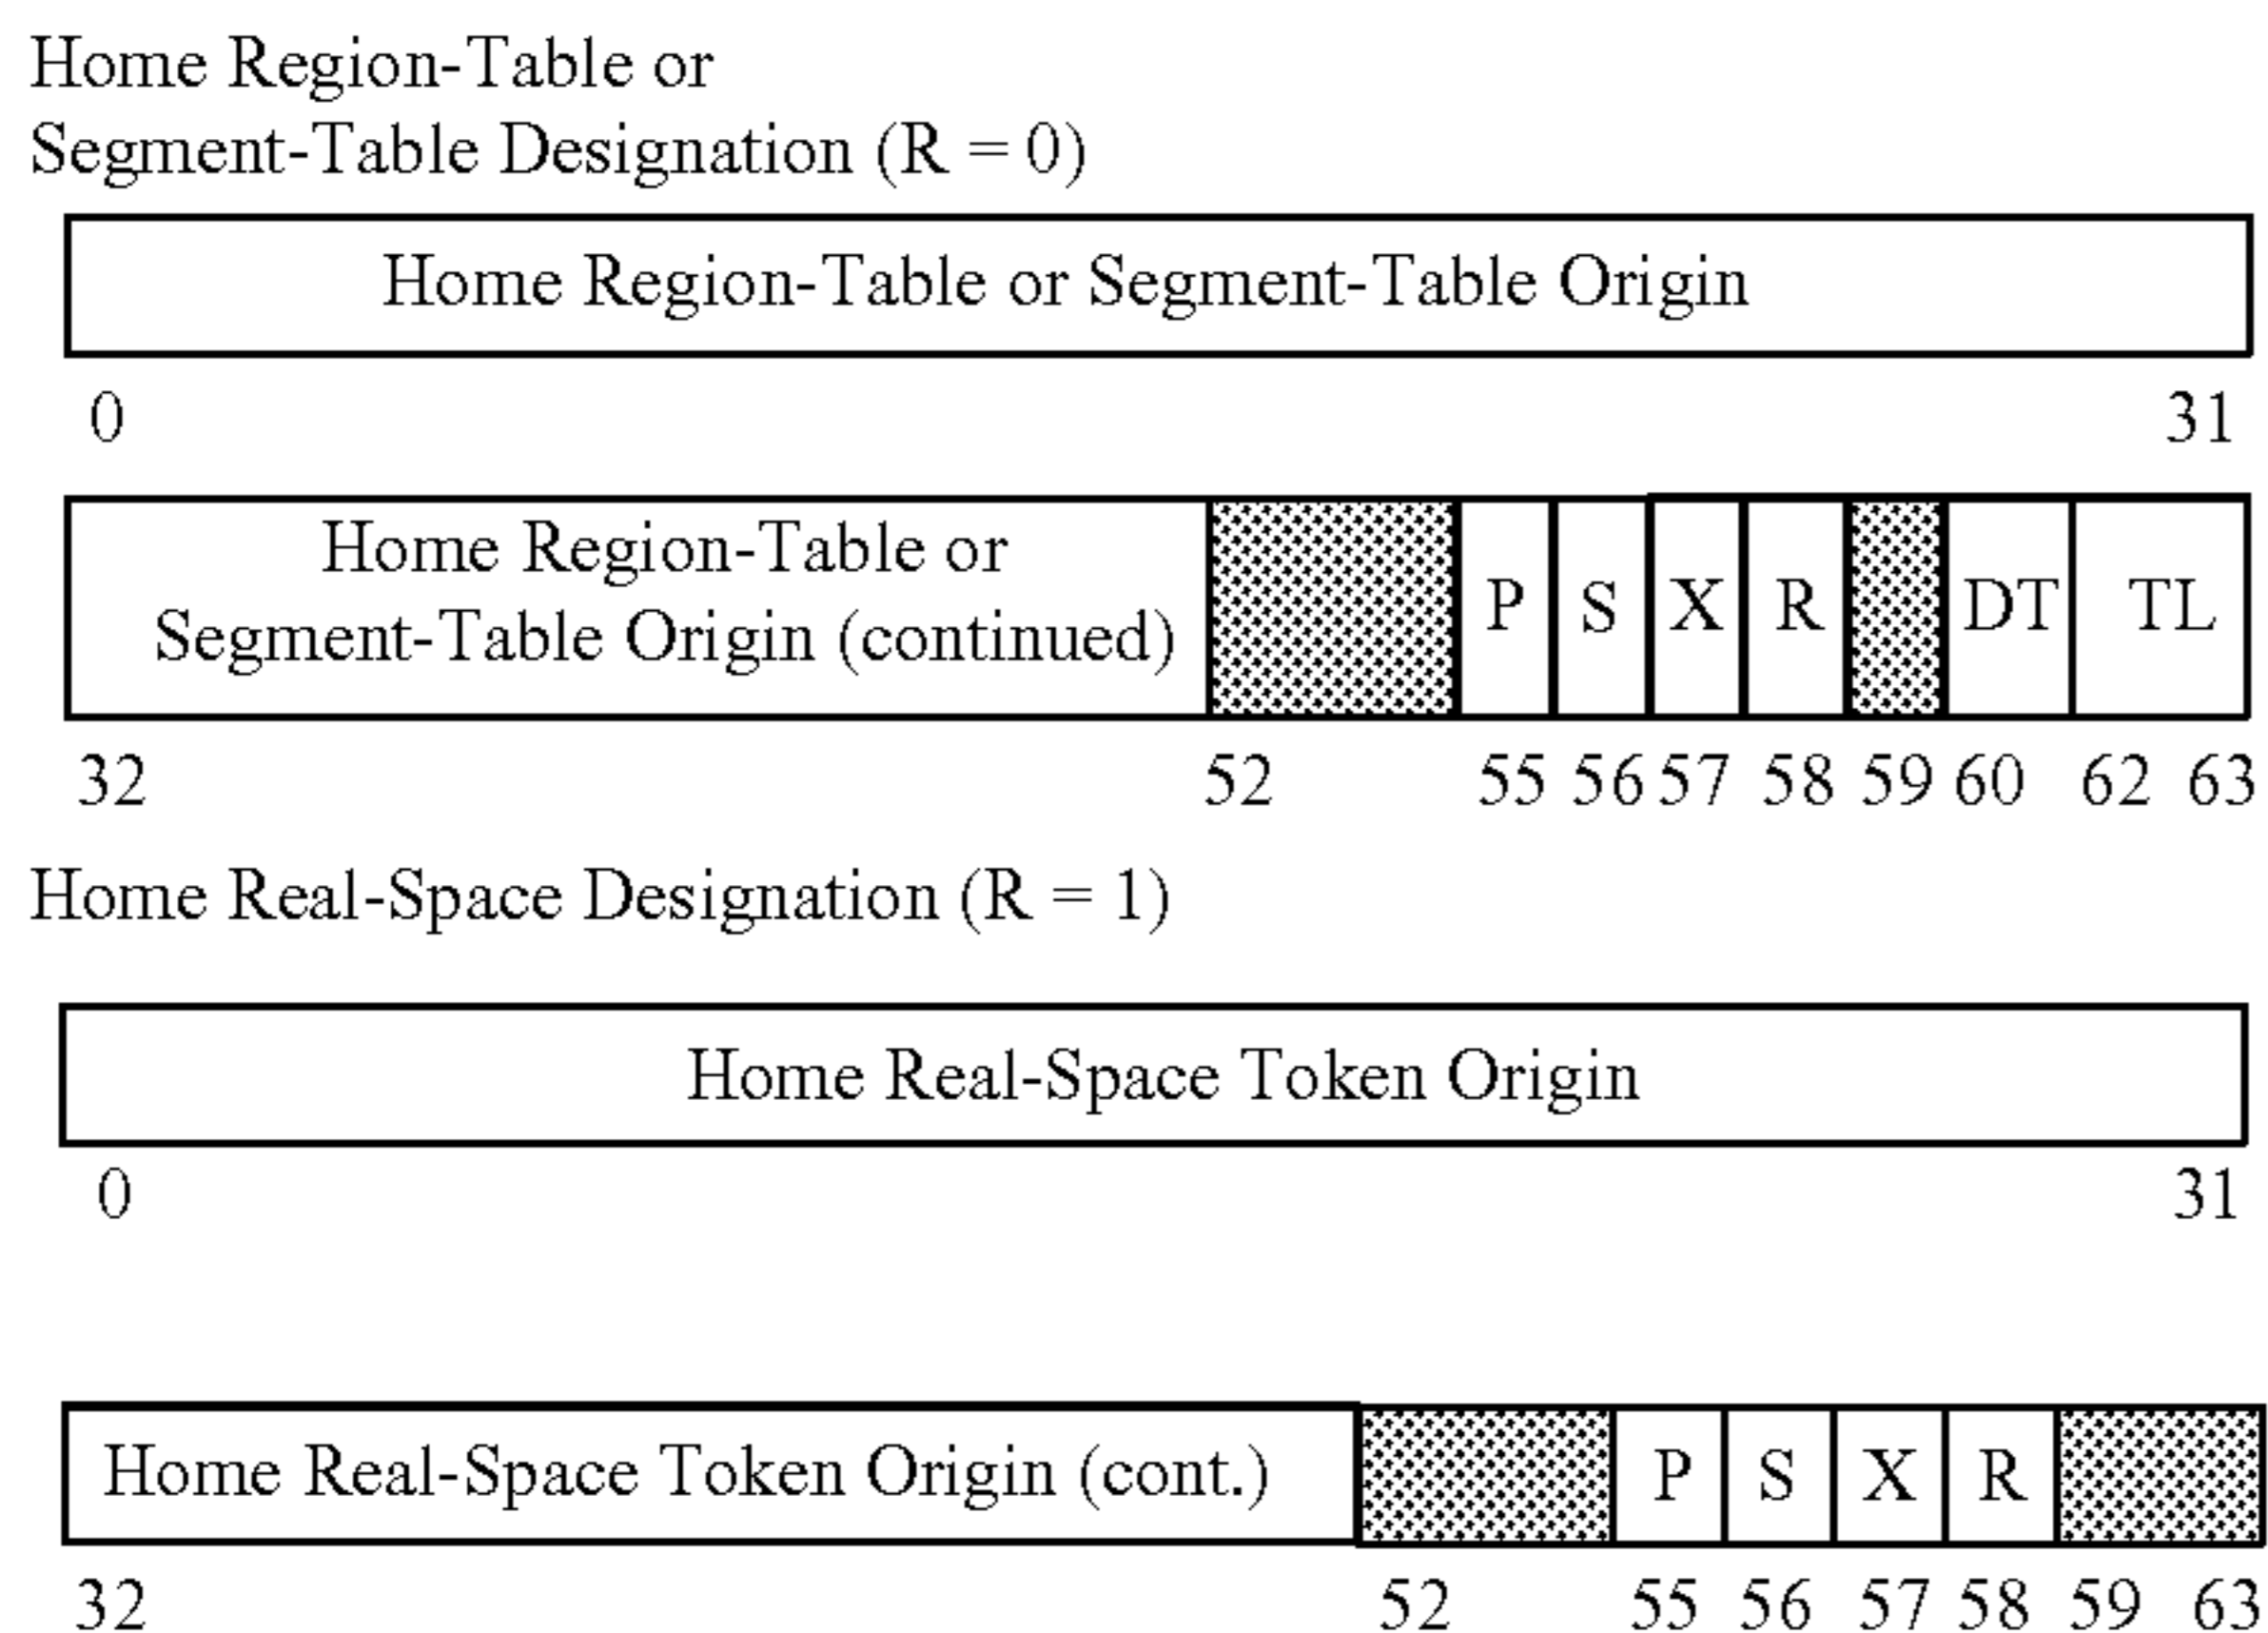 Home Region-Table or
Segment-Table Designation (R = 0)
Home Region-Table or Segment-Table Origin
0 31
Home Region-Table or
Segment-Table Origin (continued)
P S X R DT TL
32 52 55 56 57 58 59 60 62 63
Home Real-Space Designation (R = 1)
Home Real-Space Token Origin
0 31
Home Real-Space Token Origin (cont.) P S X R
32 52 55 56 57 58 59 63